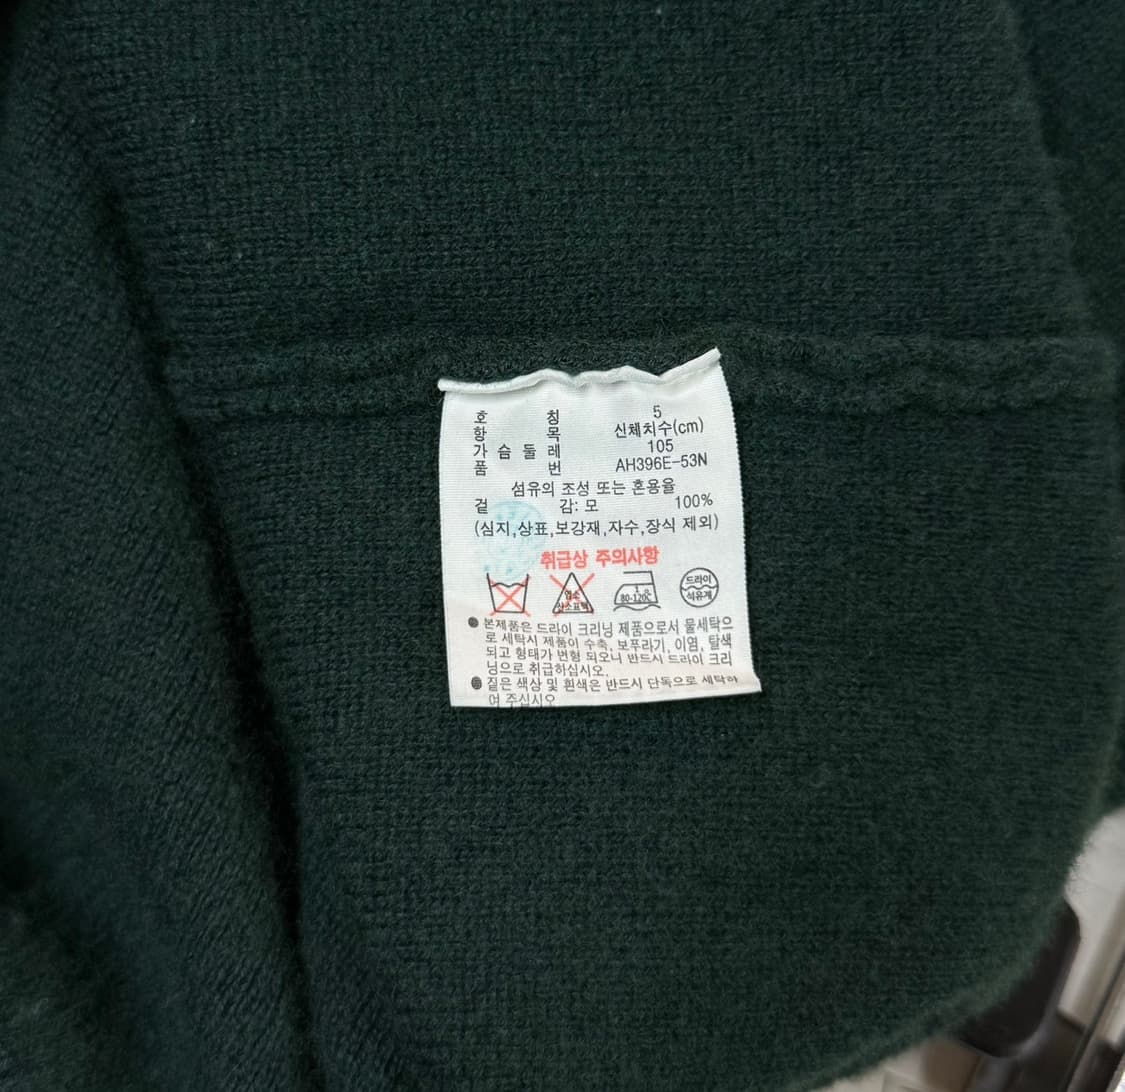 호 칭 5
항 목 신체치수(cm)
가 슴 둘 레 105
품 번 AH396E-53N
섬유의 조성 또는 혼용율
겉 감: 모 100%
(심지,상표,보강재,자수,장식 제외)
취급상 주의사항
염소 산소표백
1 80-120C
드라이 석유계
● 본제품은 드라이 크리닝 제품으로서 물세탁으
로 세탁시 제품이 수축, 보푸라기, 이염, 탈색
되고 형태가 변형 되오니 반드시 드라이 크리
닝으로 취급하십시오.
● 짙은 색상 및 흰색은 반드시 단독으로 세탁하
여 주십시오